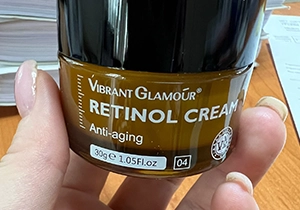 VIBRANT GLAMOUR®
RETINOL CREAM
Anti-aging
30g ℮ 1.05Fl.oz
04